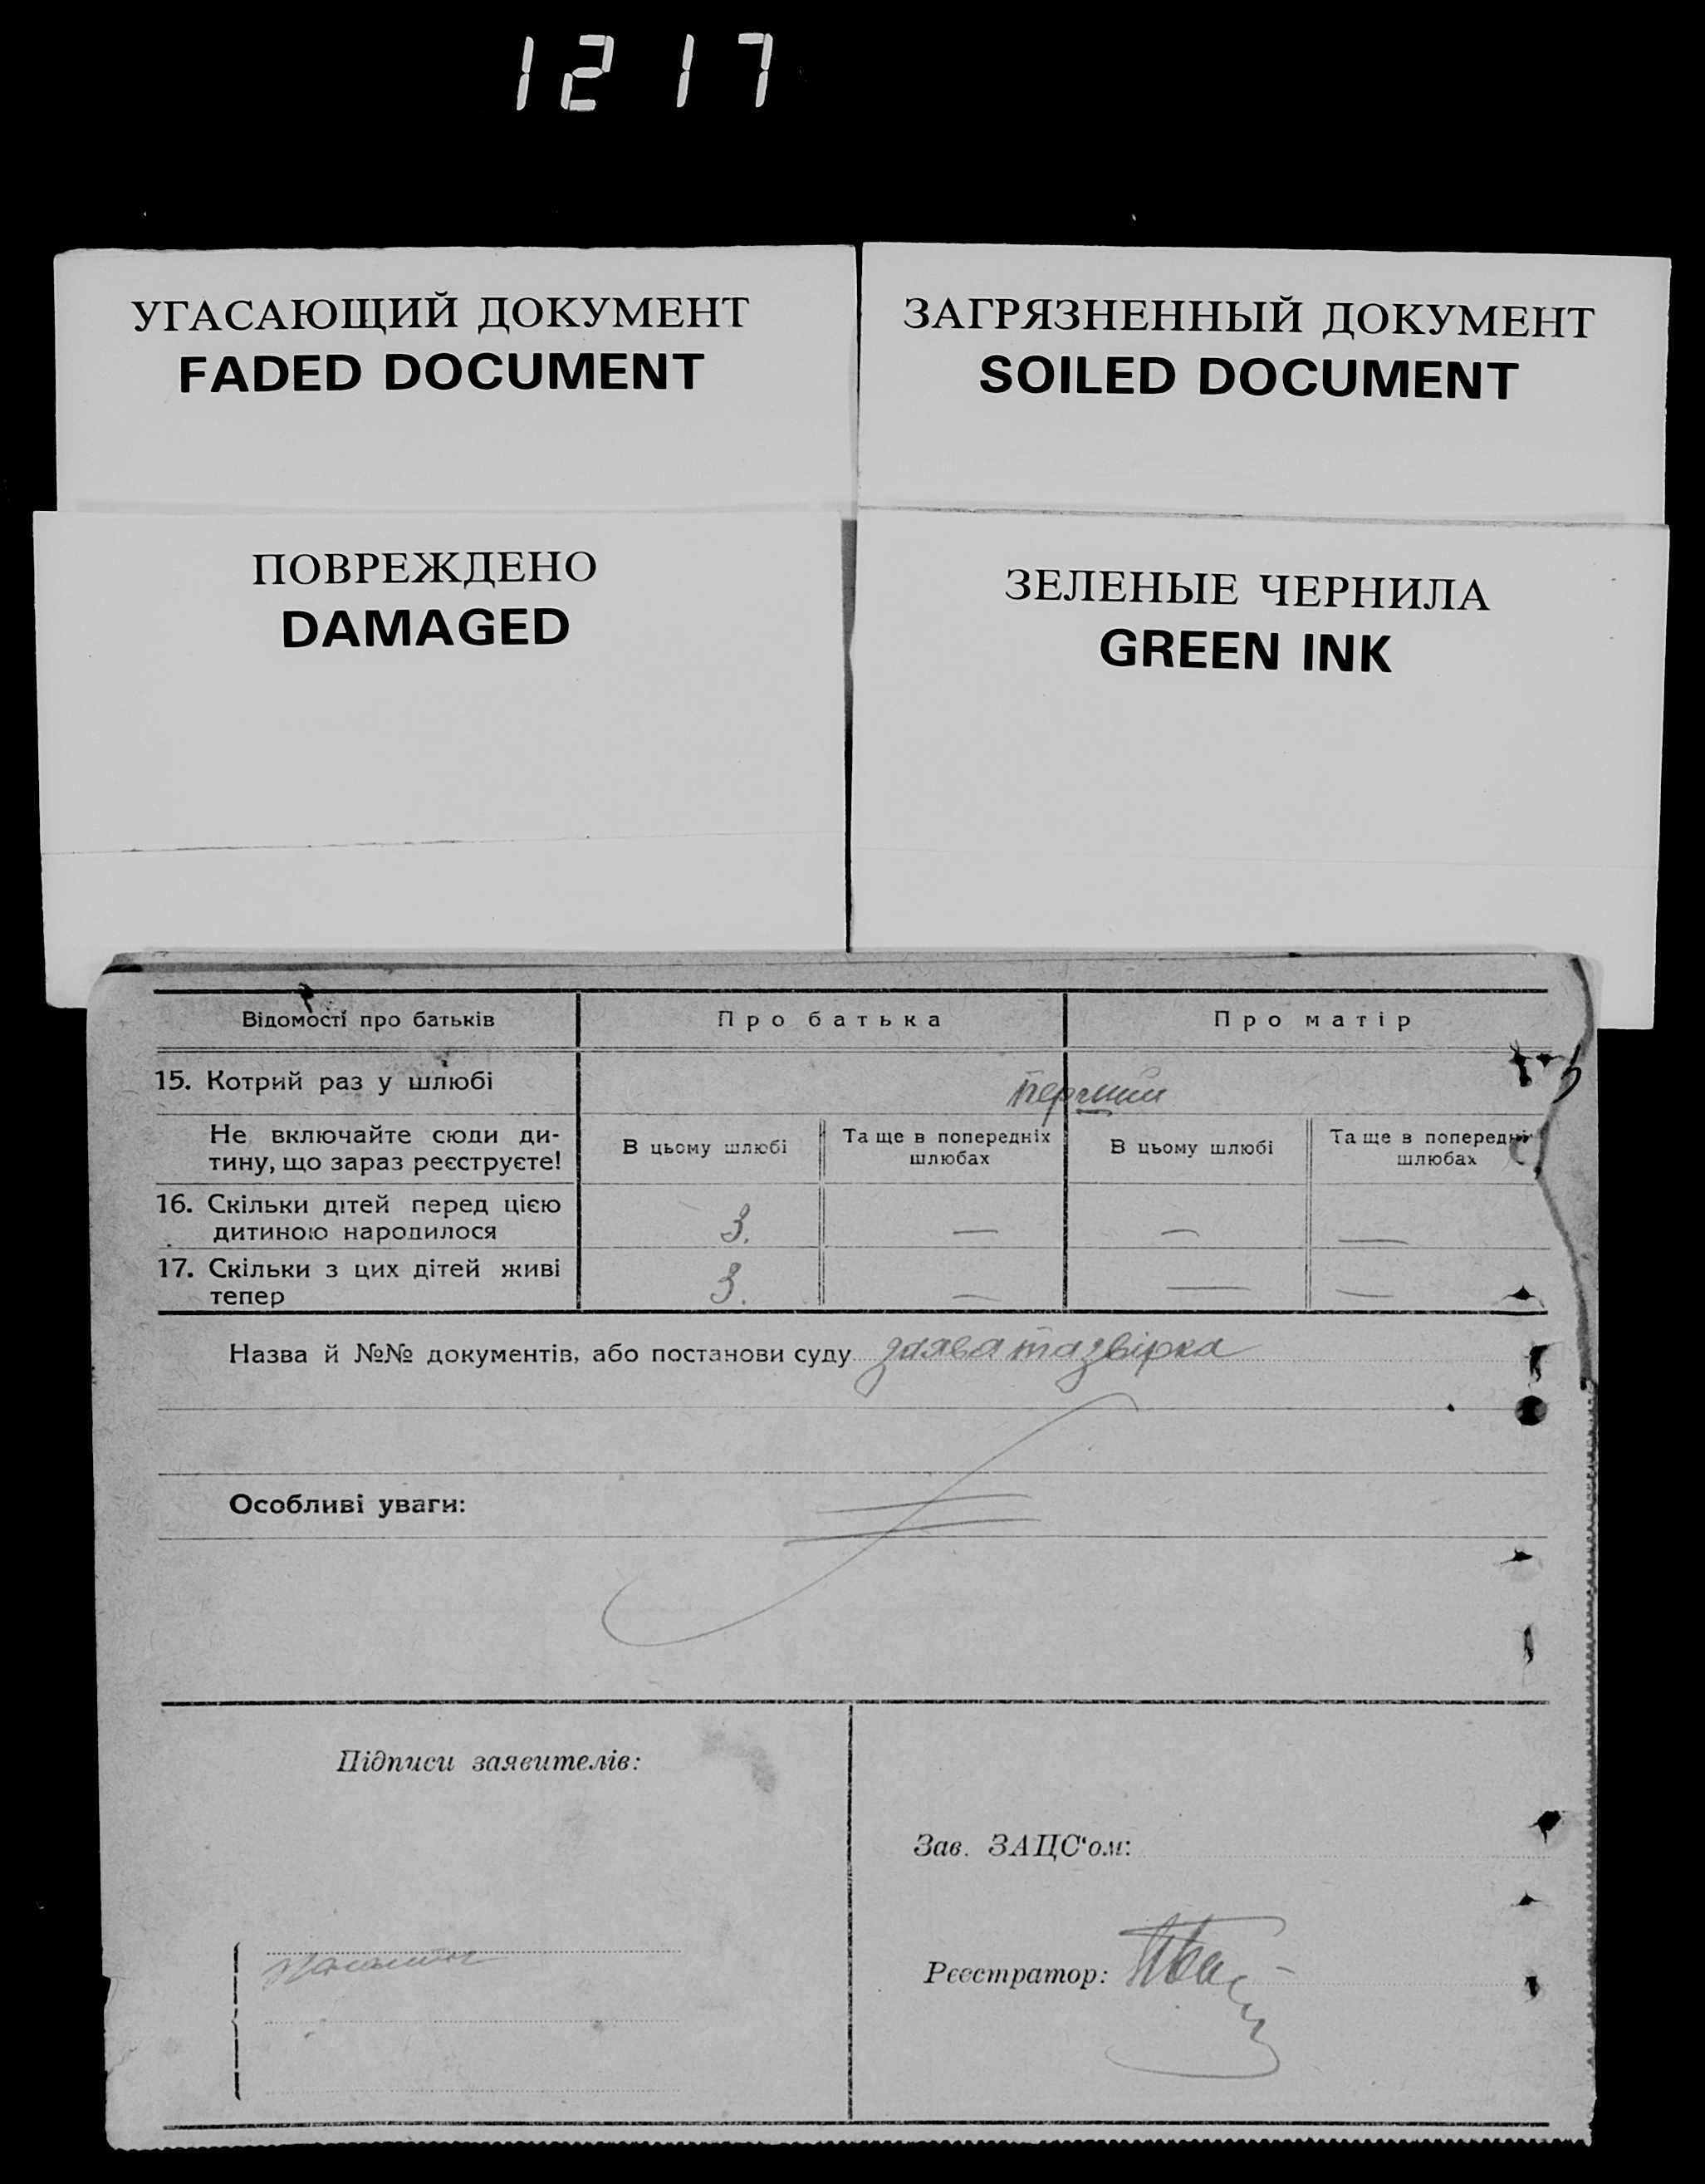 1217
УГАСАЮЩИЙ ДОКУМЕНТ
FADED DOCUMENT
ЗАГРЯЗНЕННЫЙ ДОКУМЕНТ
SOILED DOCUMENT
ПОВРЕЖДЕНО
DAMAGED
ЗЕЛЕНЫЕ ЧЕРНИЛА
GREEN INK
Відомості про батьків
Про батька
Про матір
15. Котрий раз у шлюбі
перший
Не включайте сюди ди-
тину, що зараз реєструєте!
В цьому шлюбі
Та ще в попередніх
шлюбах
В цьому шлюбі
Та ще в попередніх
шлюбах
16. Скільки дітей перед цією
дитиною народилося
3. — — —
17. Скільки з цих дітей живі
тепер
3. — — —
Назва й №№ документів, або постанови суду заява та звірка
Особливі уваги:
Підписи заявителів:
Зав. ЗАЦС‘ом:
Реєстратор: